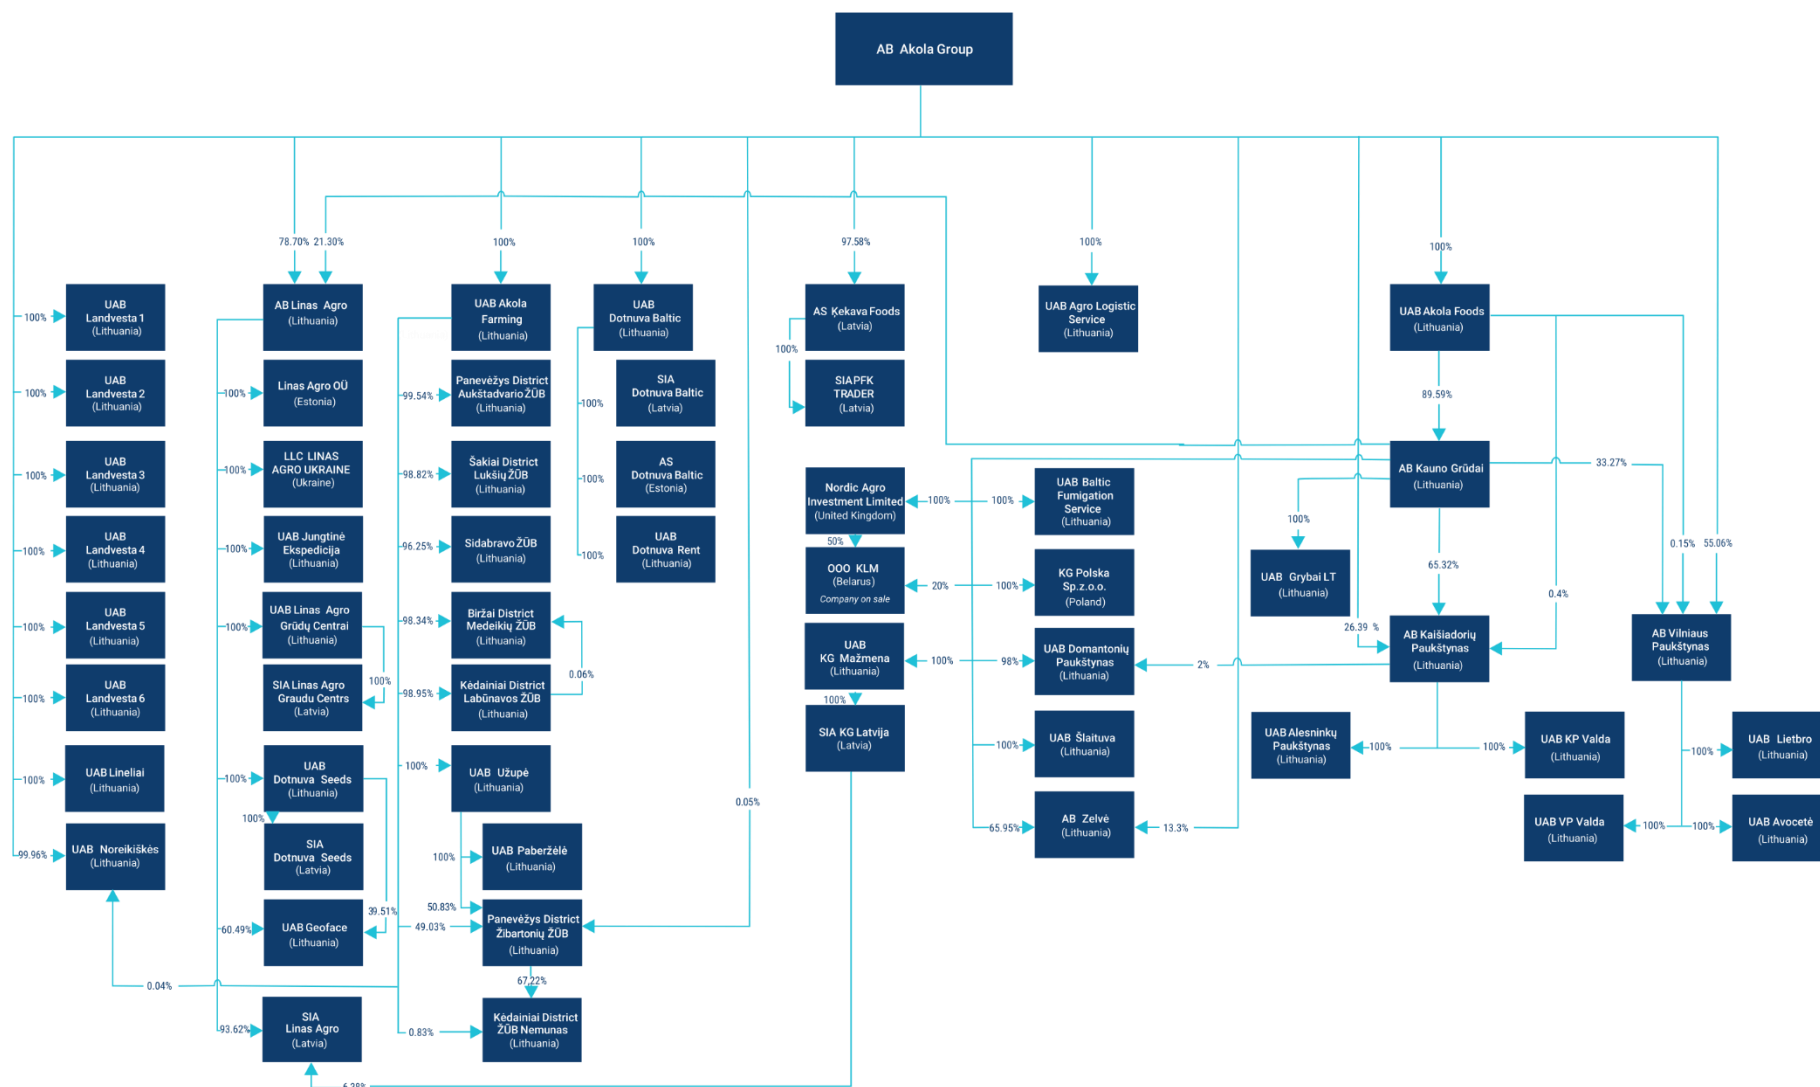 AB Akola Group
78.70%
21.30%
100%
100%
97.58%
100%
100%
UAB
Landvesta 1
(Lithuania)
100%
AB Linas Agro
(Lithuania)
UAB Akola
Farming
(Lithuania)
UAB
Dotnuva Baltic
(Lithuania)
AS Ķekava Foods
(Latvia)
100%
UAB Agro Logistic
Service
(Lithuania)
UAB Akola Foods
(Lithuania)
100%
UAB
Landvesta 2
(Lithuania)
100%
Linas Agro OÜ
(Estonia)
99.54%
Panevėžys District
Aukštadvario ŽŪB
(Lithuania)
100%
SIA
Dotnuva Baltic
(Latvia)
SIA PFK
TRADER
(Latvia)
89.59%
100%
UAB
Landvesta 3
(Lithuania)
100%
LLC LINAS
AGRO UKRAINE
(Ukraine)
98.82%
Šakiai District
Lukšių ŽŪB
(Lithuania)
100%
AS
Dotnuva Baltic
(Estonia)
Nordic Agro
Investment Limited
(United Kingdom)
100%
100%
UAB Baltic
Fumigation
Service
(Lithuania)
AB Kauno Grūdai
(Lithuania)
33.27%
100%
100%
UAB
Landvesta 4
(Lithuania)
100%
UAB Jungtinė
Ekspedicija
(Lithuania)
96.25%
Sidabravo ŽŪB
(Lithuania)
100%
UAB
Dotnuva Rent
(Lithuania)
50%
OOO KLM
(Belarus)
Company on sale
20%
100%
KG Polska
Sp.z.o.o.
(Poland)
UAB Grybai LT
(Lithuania)
65.32%
0.4%
0.15%
55.06%
100%
UAB
Landvesta 5
(Lithuania)
100%
UAB Linas Agro
Grūdų Centrai
(Lithuania)
98.34%
Biržai District
Medeikių ŽŪB
(Lithuania)
UAB
KG Mažmena
(Lithuania)
100%
98%
UAB Domantonių
Paukštynas
(Lithuania)
2%
26.39 %
AB Kaišiadorių
Paukštynas
(Lithuania)
AB Vilniaus
Paukštynas
(Lithuania)
100%
UAB
Landvesta 6
(Lithuania)
100%
SIA Linas Agro
Graudu Centrs
(Latvia)
98.95%
Kėdainiai District
Labūnavos ŽŪB
(Lithuania)
0.06%
100%
SIA KG Latvija
(Latvia)
100%
UAB Šlaituva
(Lithuania)
UAB Alesninkų
Paukštynas
(Lithuania)
100%
100%
UAB KP Valda
(Lithuania)
100%
UAB Lietbro
(Lithuania)
100%
UAB Lineliai
(Lithuania)
100%
UAB
Dotnuva Seeds
(Lithuania)
100%
UAB Užupė
(Lithuania)
0.05%
65.95%
AB Zelvė
(Lithuania)
13.3%
UAB VP Valda
(Lithuania)
100%
100%
UAB Avocetė
(Lithuania)
99.96%
UAB Noreikiškės
(Lithuania)
100%
SIA
Dotnuva Seeds
(Latvia)
100%
UAB Paberžėlė
(Lithuania)
60.49%
UAB Geoface
(Lithuania)
39.51%
50.83%
49.03%
Panevėžys District
Žibartonių ŽŪB
(Lithuania)
0.04%
67,22%
93.62%
SIA
Linas Agro
(Latvia)
0.83%
Kėdainiai District
ŽŪB Nemunas
(Lithuania)
6.38%